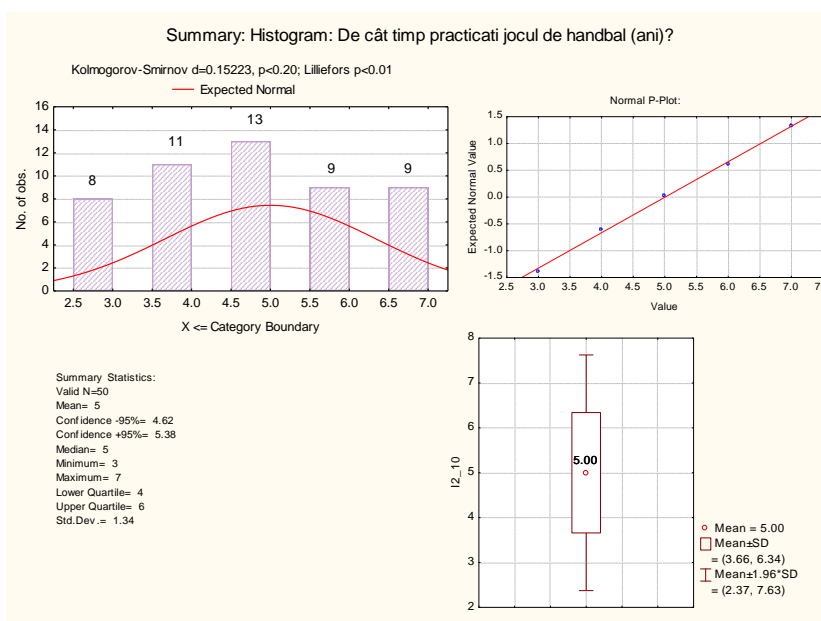 Summary: Histogram: De cât timp practicati jocul de handbal (ani)?
Kolmogorov-Smirnov d=0.15223, p<0.20; Lilliefors p<0.01
Expected Normal
16
14
12
10
8
6
4
2
0
No. of obs.
8
11
13
9
9
2.5 3.0 3.5 4.0 4.5 5.0 5.5 6.0 6.5 7.0
X <= Category Boundary
Normal P-Plot:
1.5
1.0
0.5
0.0
-0.5
-1.0
-1.5
Expected Normal Value
2.5 3.0 3.5 4.0 4.5 5.0 5.5 6.0 6.5 7.0 7
Value
Summary Statistics:
Valid N=50
Mean= 5
Confidence -95%= 4.62
Confidence +95%= 5.38
Median= 5
Minimum= 3
Maximum= 7
Lower Quartile= 4
Upper Quartile= 6
Std.Dev.= 1.34
8
7
6
5
4
3
2
I2_10
5.00
Mean = 5.00
Mean±SD
= (3.66, 6.34)
Mean±1.96*SD
= (2.37, 7.63)